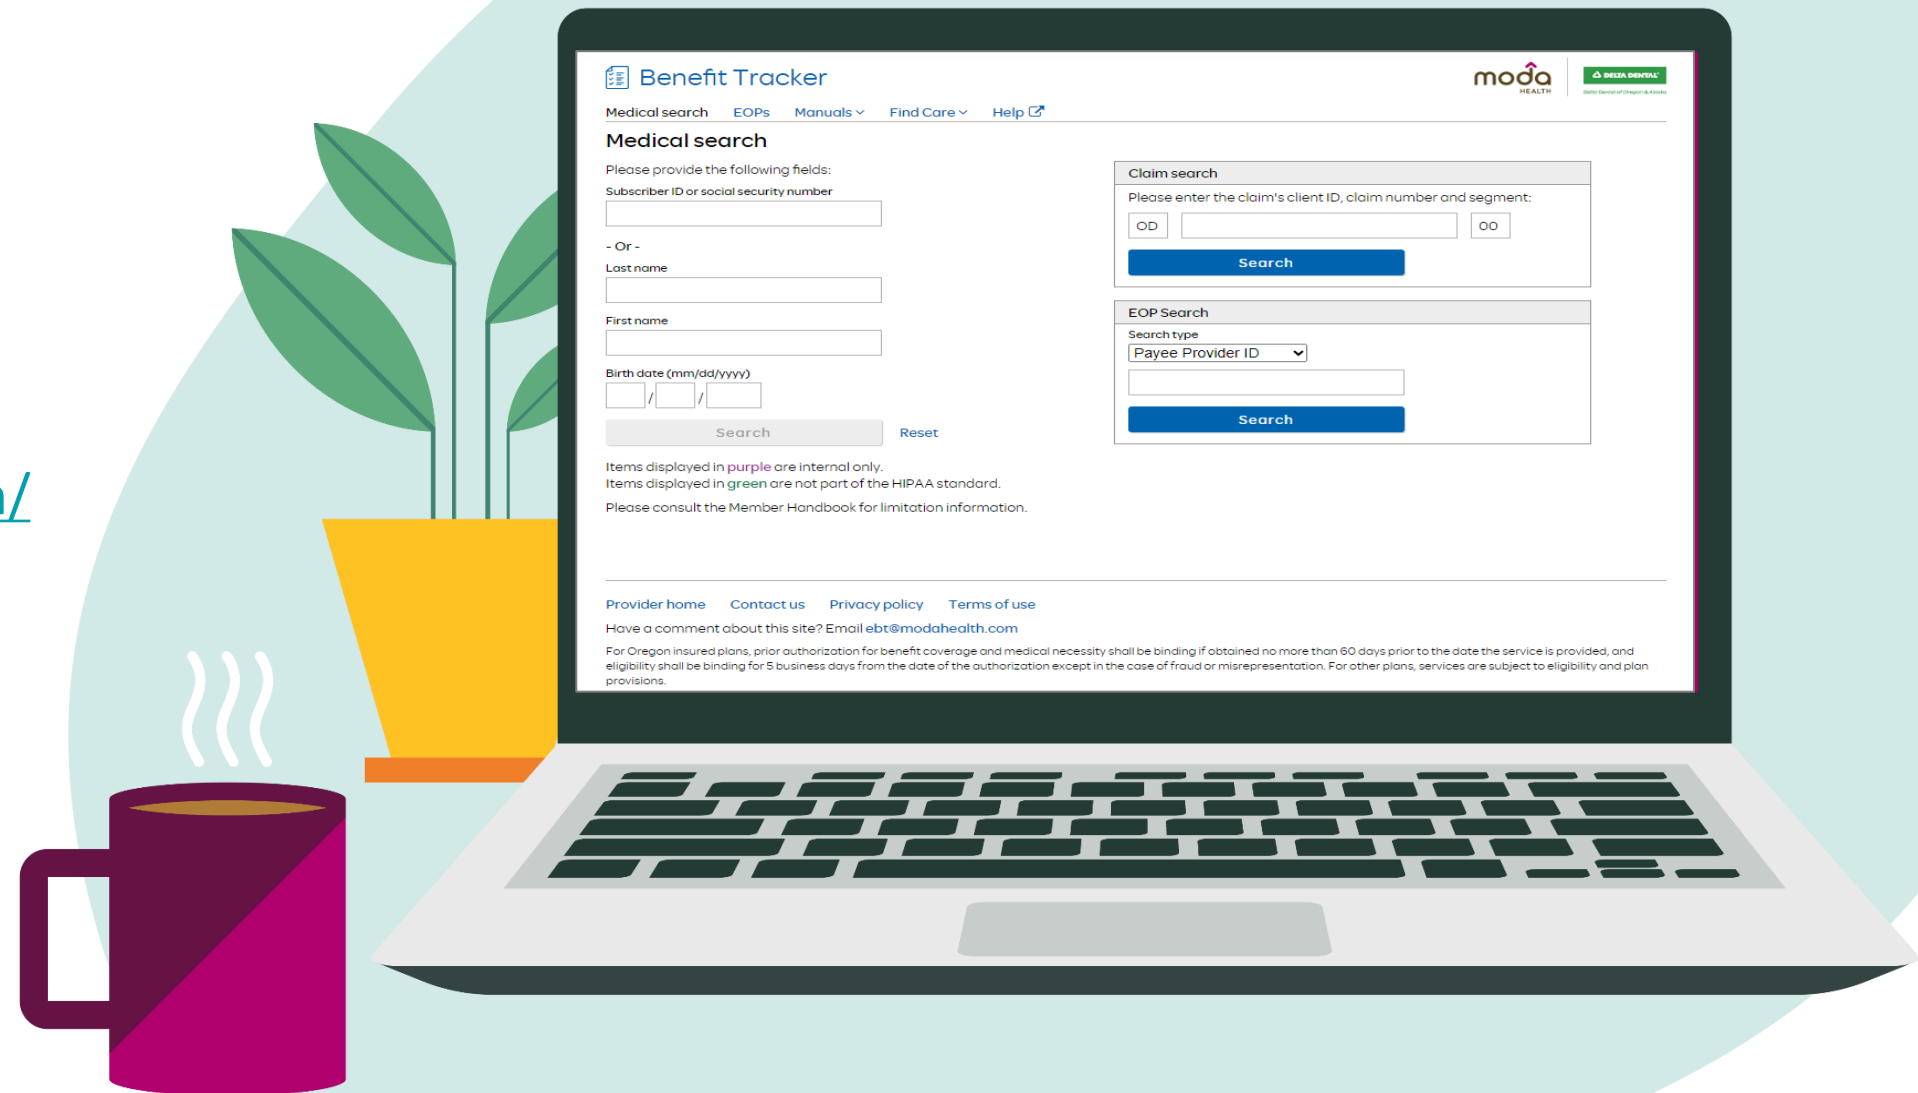 /
Benefit Tracker
moda
HEALTH
DELTA DENTAL
Delta Dental of Oregon & Alaska
Medical search EOPs Manuals Find Care Help
Medical search
Please provide the following fields:
Subscriber ID or social security number
- Or -
Last name
First name
Birth date (mm/dd/yyyy)
/ /
Search Reset
Items displayed in purple are internal only.
Items displayed in green are not part of the HIPAA standard.
Please consult the Member Handbook for limitation information.
Claim search
Please enter the claim's client ID, claim number and segment:
OD 00
Search
EOP Search
Search type
Payee Provider ID
Search
Provider home Contact us Privacy policy Terms of use
Have a comment about this site? Email ebt@modahealth.com
For Oregon insured plans, prior authorization for benefit coverage and medical necessity shall be binding if obtained no more than 60 days prior to the date the service is provided, and
eligibility shall be binding for 5 business days from the date of the authorization except in the case of fraud or misrepresentation. For other plans, services are subject to eligibility and plan
provisions.